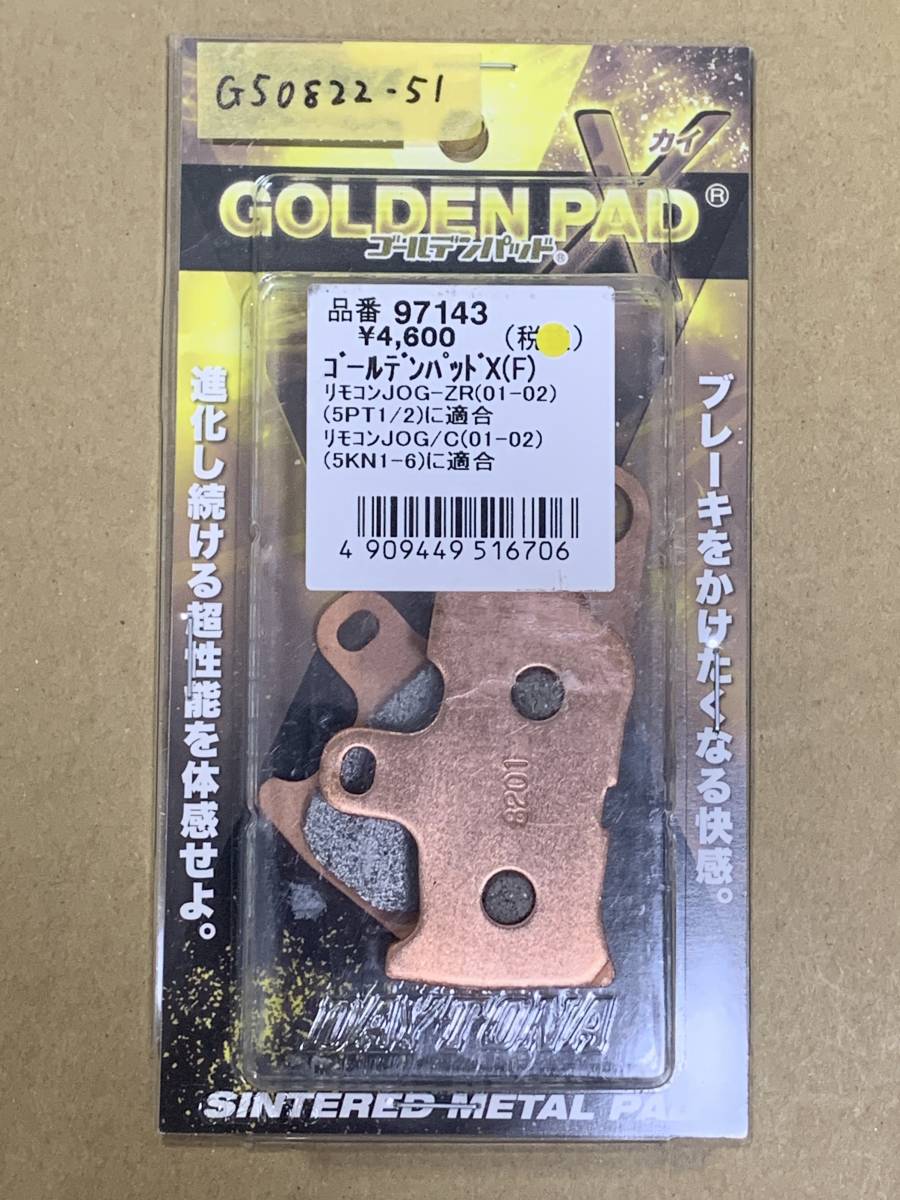 G50822-51
カイ
X
GOLDEN PAD®
ゴールデンパッド®
品番 97143
¥4,600 (税
ｺﾞｰﾙﾃﾞﾝﾊﾟｯﾄﾞX(F)
ﾘﾓｺﾝJOG-ZR(01-02)
(5PT1/2)に適合
ﾘﾓｺﾝJOG/C(01-02)
(5KN1-6)に適合
4 909449 516706
ブレーキをかけたくなる快感。
進化し続ける超性能を体感せよ。
8201
DAYTONA
SINTERED METAL PAD